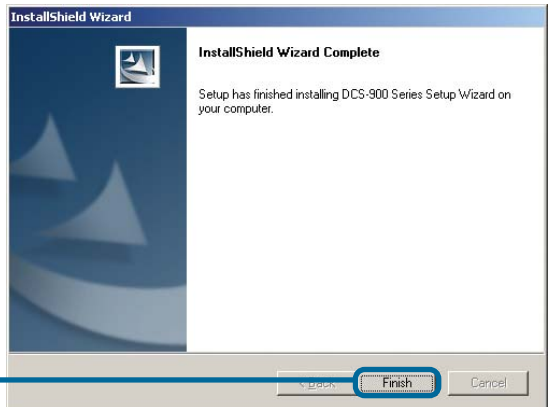 InstallShield Wizard
InstallShield Wizard Complete
Setup has finished installing DCS-900 Series Setup Wizard on
your computer.
< Back Finish Cancel